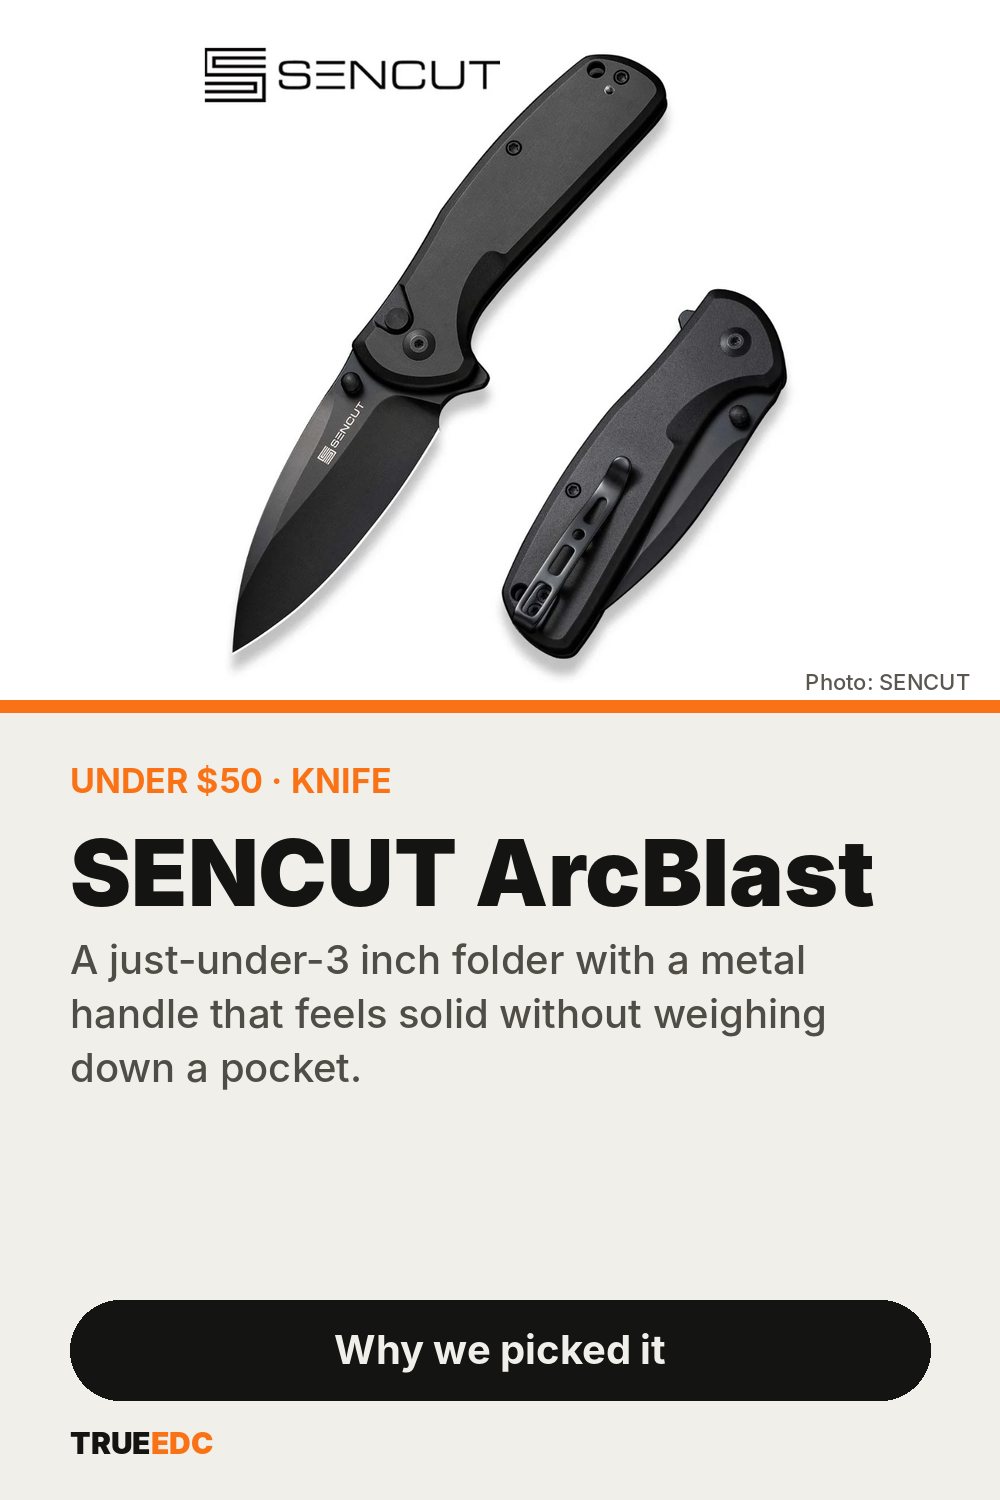 SENCUT
SENCUT
Photo: SENCUT
UNDER $50 · KNIFE
SENCUT ArcBlast
A just-under-3 inch folder with a metal
handle that feels solid without weighing
down a pocket.
Why we picked it
TRUEEDC